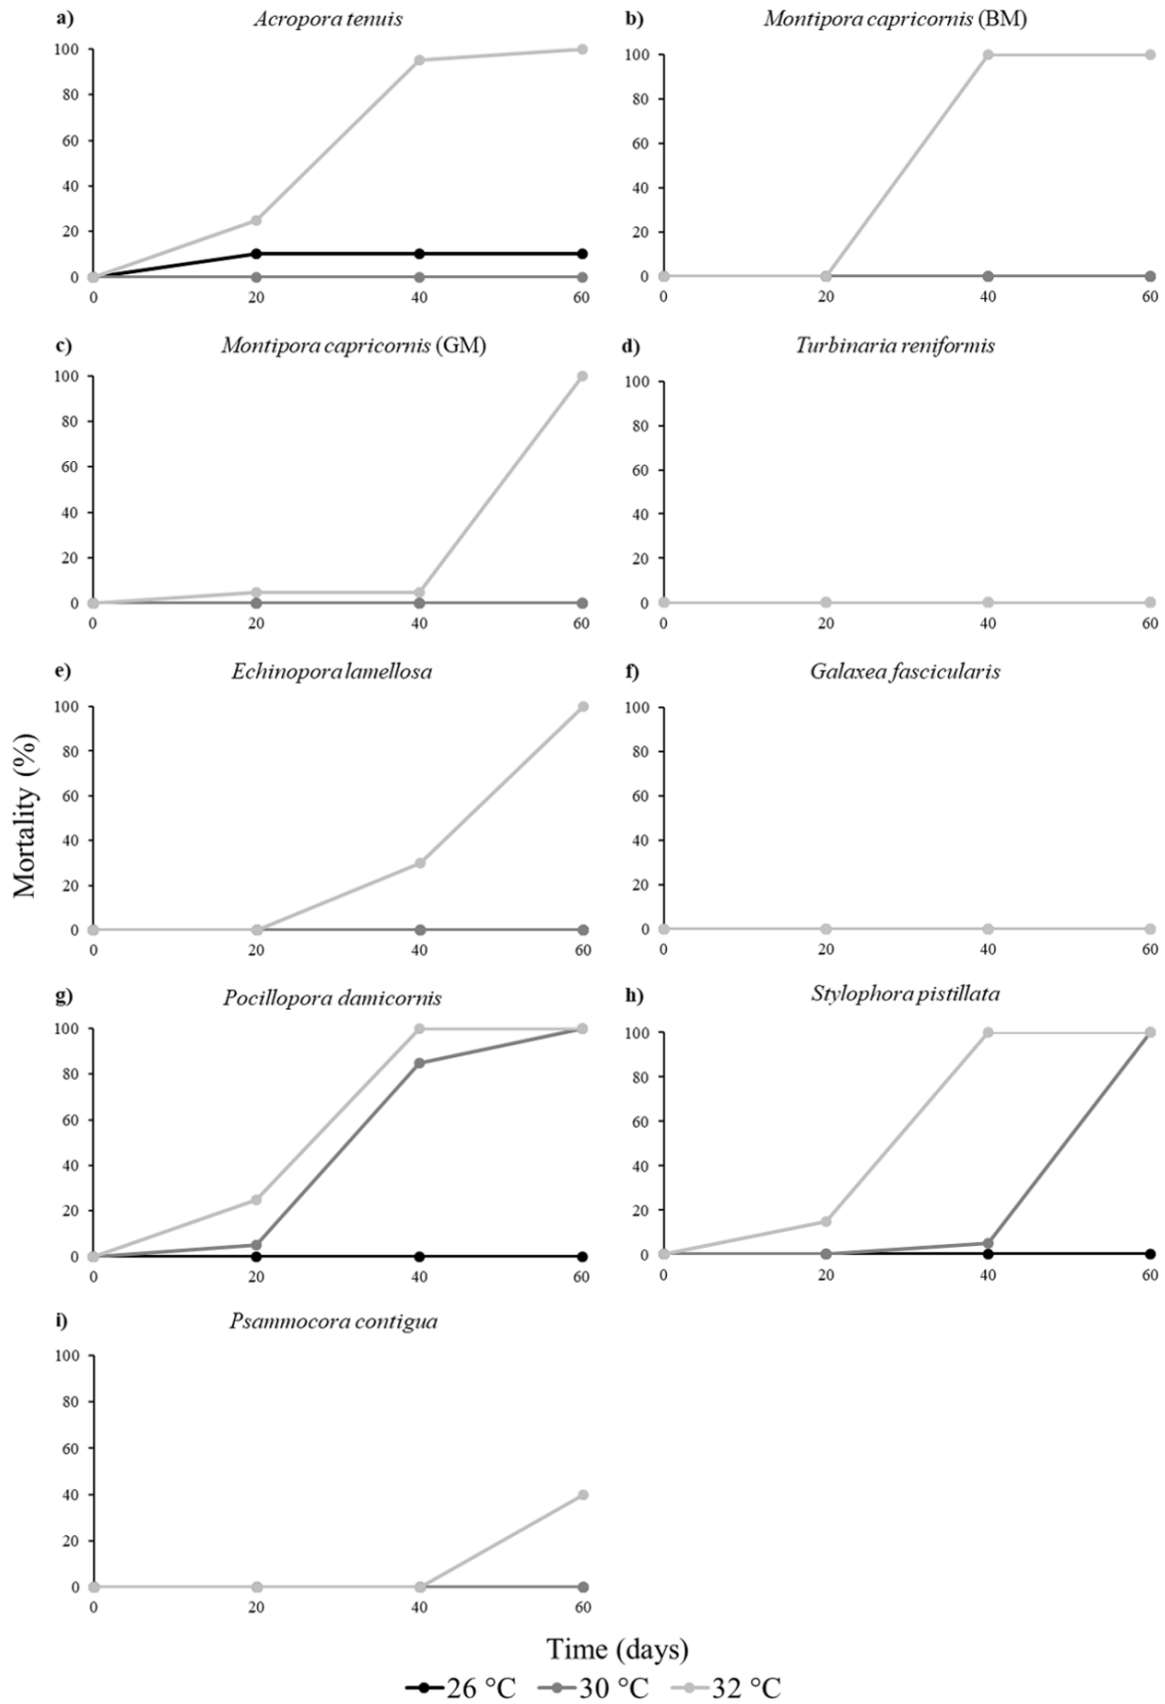 a) Acropora tenuis
100
80
60
40
20
0
0 20 40 60
b) Montipora capricornis (BM)
100
80
60
40
20
0
0 20 40 60
c) Montipora capricornis (GM)
100
80
60
40
20
0
0 20 40 60
d) Turbinaria reniformis
100
80
60
40
20
0
0 20 40 60
e) Echinopora lamellosa
100
80
60
40
20
0
0 20 40 60
f) Galaxea fascicularis
100
80
60
40
20
0
0 20 40 60
g) Pocillopora damicornis
100
80
60
40
20
0
0 20 40 60
h) Stylophora pistillata
100
80
60
40
20
0
0 20 40 60
i) Psammocora contigua
100
80
60
40
20
0
0 20 40 60
Mortality (%)
Time (days)
26 °C 30 °C 32 °C